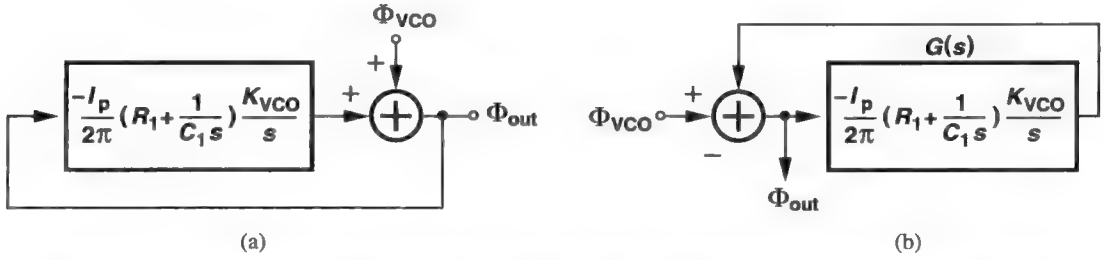 Φ_VCO
+
-I_p/2π (R_1 + 1/(C_1 s)) K_VCO/s
+
+
Φ_out
(a)
G(s)
Φ_VCO
+
+
−
-I_p/2π (R_1 + 1/(C_1 s)) K_VCO/s
Φ_out
(b)